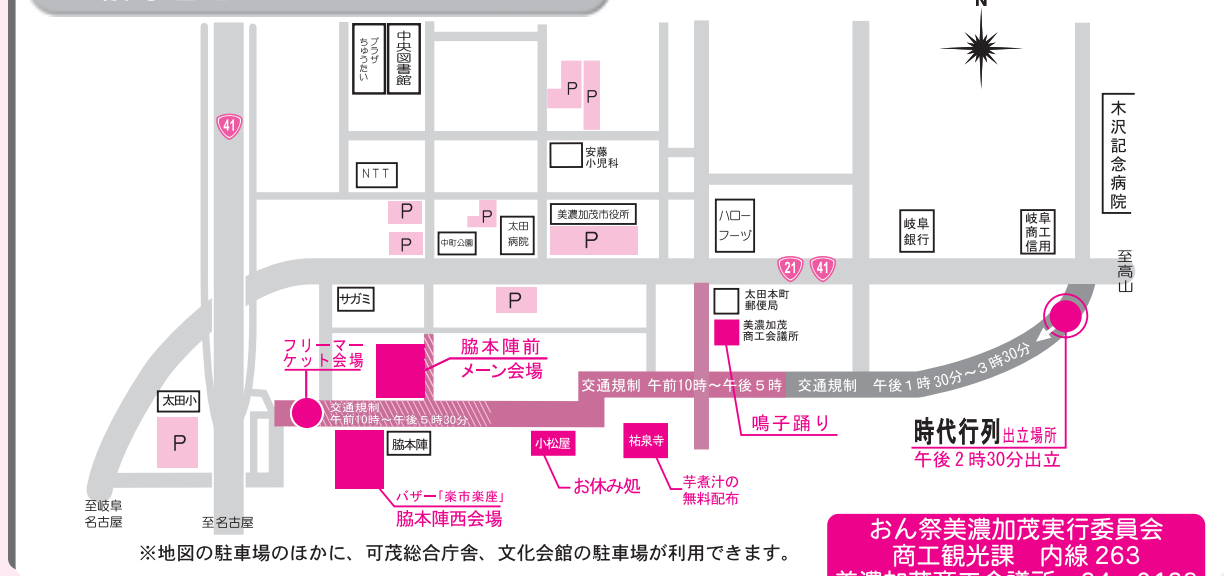 N
プラザ
ちゅうたい
中央図書館
P
P
41
安藤
小児科
木沢記念病院
NTT
P
P
P
中町公園
太田
病院
美濃加茂市役所
P
ハロー
フーヅ
岐阜
銀行
岐阜
商工
信用
至高山
21
41
サガミ
P
太田本町
郵便局
美濃加茂
商工会議所
フリーマー
ケット会場
脇本陣前
メーン会場
太田小
P
交通規制
午前10時〜午後5時30分
交通規制 午前10時〜午後5時
交通規制 午後1時30分〜3時30分
脇本陣
小松屋
祐泉寺
鳴子踊り
時代行列出立場所
午後2時30分出立
お休み処
芋煮汁の
無料配布
バザー「楽市楽座」
脇本陣西会場
至岐阜
名古屋
至名古屋
※地図の駐車場のほかに、可茂総合庁舎、文化会館の駐車場が利用できます。
おん祭美濃加茂実行委員会
商工観光課 内線263